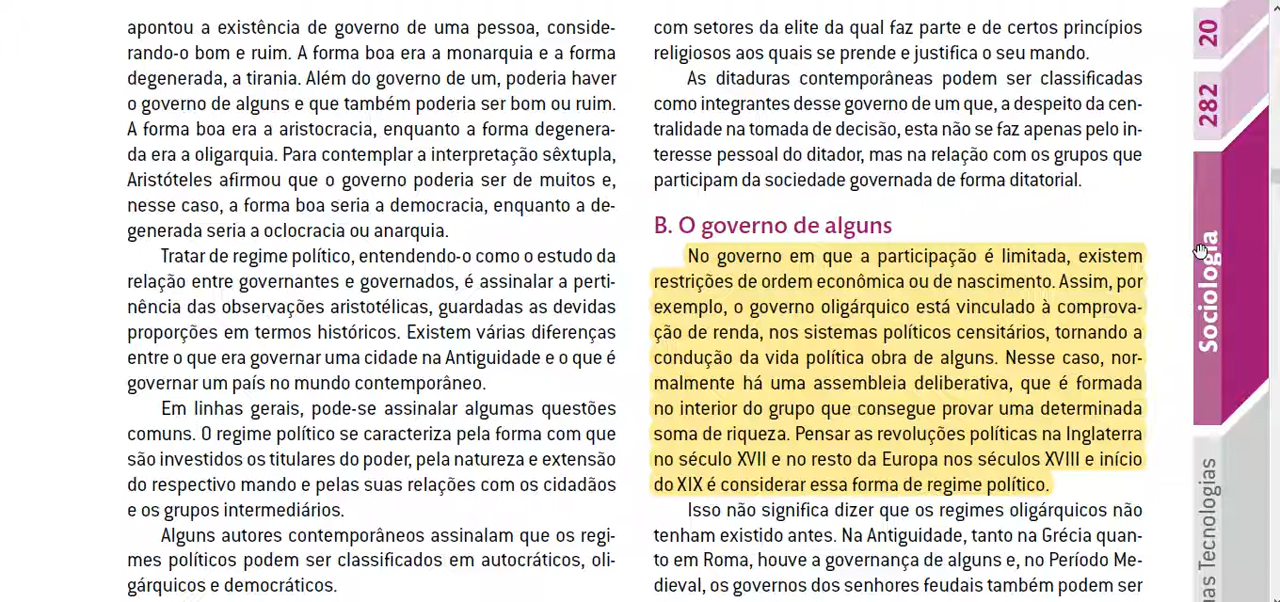 apontou a existência de governo de uma pessoa, conside-
rando-o bom e ruim. A forma boa era a monarquia e a forma
degenerada, a tirania. Além do governo de um, poderia haver
o governo de alguns e que também poderia ser bom ou ruim.
A forma boa era a aristocracia, enquanto a forma degenera-
da era a oligarquia. Para contemplar a interpretação sêxtupla,
Aristóteles afirmou que o governo poderia ser de muitos e,
nesse caso, a forma boa seria a democracia, enquanto a de-
generada seria a oclocracia ou anarquia.
Tratar de regime político, entendendo-o como o estudo da
relação entre governantes e governados, é assinalar a perti-
nência das observações aristotélicas, guardadas as devidas
proporções em termos históricos. Existem várias diferenças
entre o que era governar uma cidade na Antiguidade e o que é
governar um país no mundo contemporâneo.
Em linhas gerais, pode-se assinalar algumas questões
comuns. O regime político se caracteriza pela forma com que
são investidos os titulares do poder, pela natureza e extensão
do respectivo mando e pelas suas relações com os cidadãos
e os grupos intermediários.
Alguns autores contemporâneos assinalam que os regi-
mes políticos podem ser classificados em autocráticos, oli-
gárquicos e democráticos.
com setores da elite da qual faz parte e de certos princípios
religiosos aos quais se prende e justifica o seu mando.
As ditaduras contemporâneas podem ser classificadas
como integrantes desse governo de um que, a despeito da cen-
tralidade na tomada de decisão, esta não se faz apenas pelo in-
teresse pessoal do ditador, mas na relação com os grupos que
participam da sociedade governada de forma ditatorial.
B. O governo de alguns
No governo em que a participação é limitada, existem
restrições de ordem econômica ou de nascimento. Assim, por
exemplo, o governo oligárquico está vinculado à comprova-
ção de renda, nos sistemas políticos censitários, tornando a
condução da vida política obra de alguns. Nesse caso, nor-
malmente há uma assembleia deliberativa, que é formada
no interior do grupo que consegue provar uma determinada
soma de riqueza. Pensar as revoluções políticas na Inglaterra
no século XVII e no resto da Europa nos séculos XVIII e início
do XIX é considerar essa forma de regime político.
Isso não significa dizer que os regimes oligárquicos não
tenham existido antes. Na Antiguidade, tanto na Grécia quan-
to em Roma, houve a governança de alguns e, no Período Me-
dieval, os governos dos senhores feudais também podem ser
20
282
Sociologia
as Tecnologias